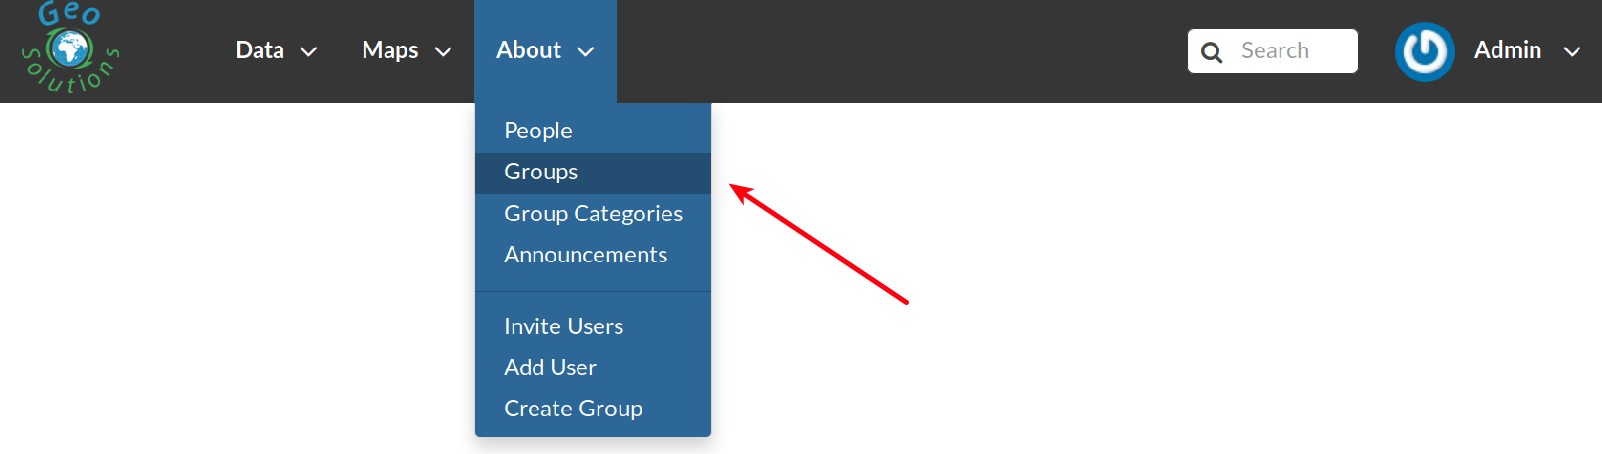 Geo
Solutions
Data
Maps
About
Search
Admin
People
Groups
Group Categories
Announcements
Invite Users
Add User
Create Group